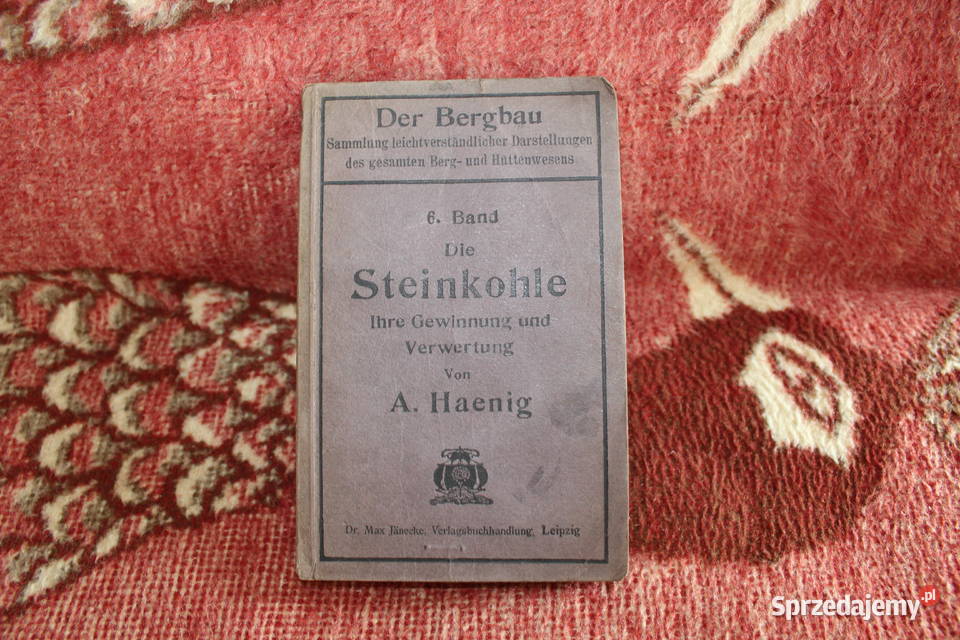 Der Bergbau
Sammlung leichtverständlicher Darstellungen
des gesamten Berg- und Hüttenwesens
6. Band
Die
Steinkohle
Ihre Gewinnung und
Verwertung
Von
A. Haenig
Dr. Max Jänecke, Verlagsbuchhandlung, Leipzig
Sprzedajemy.pl